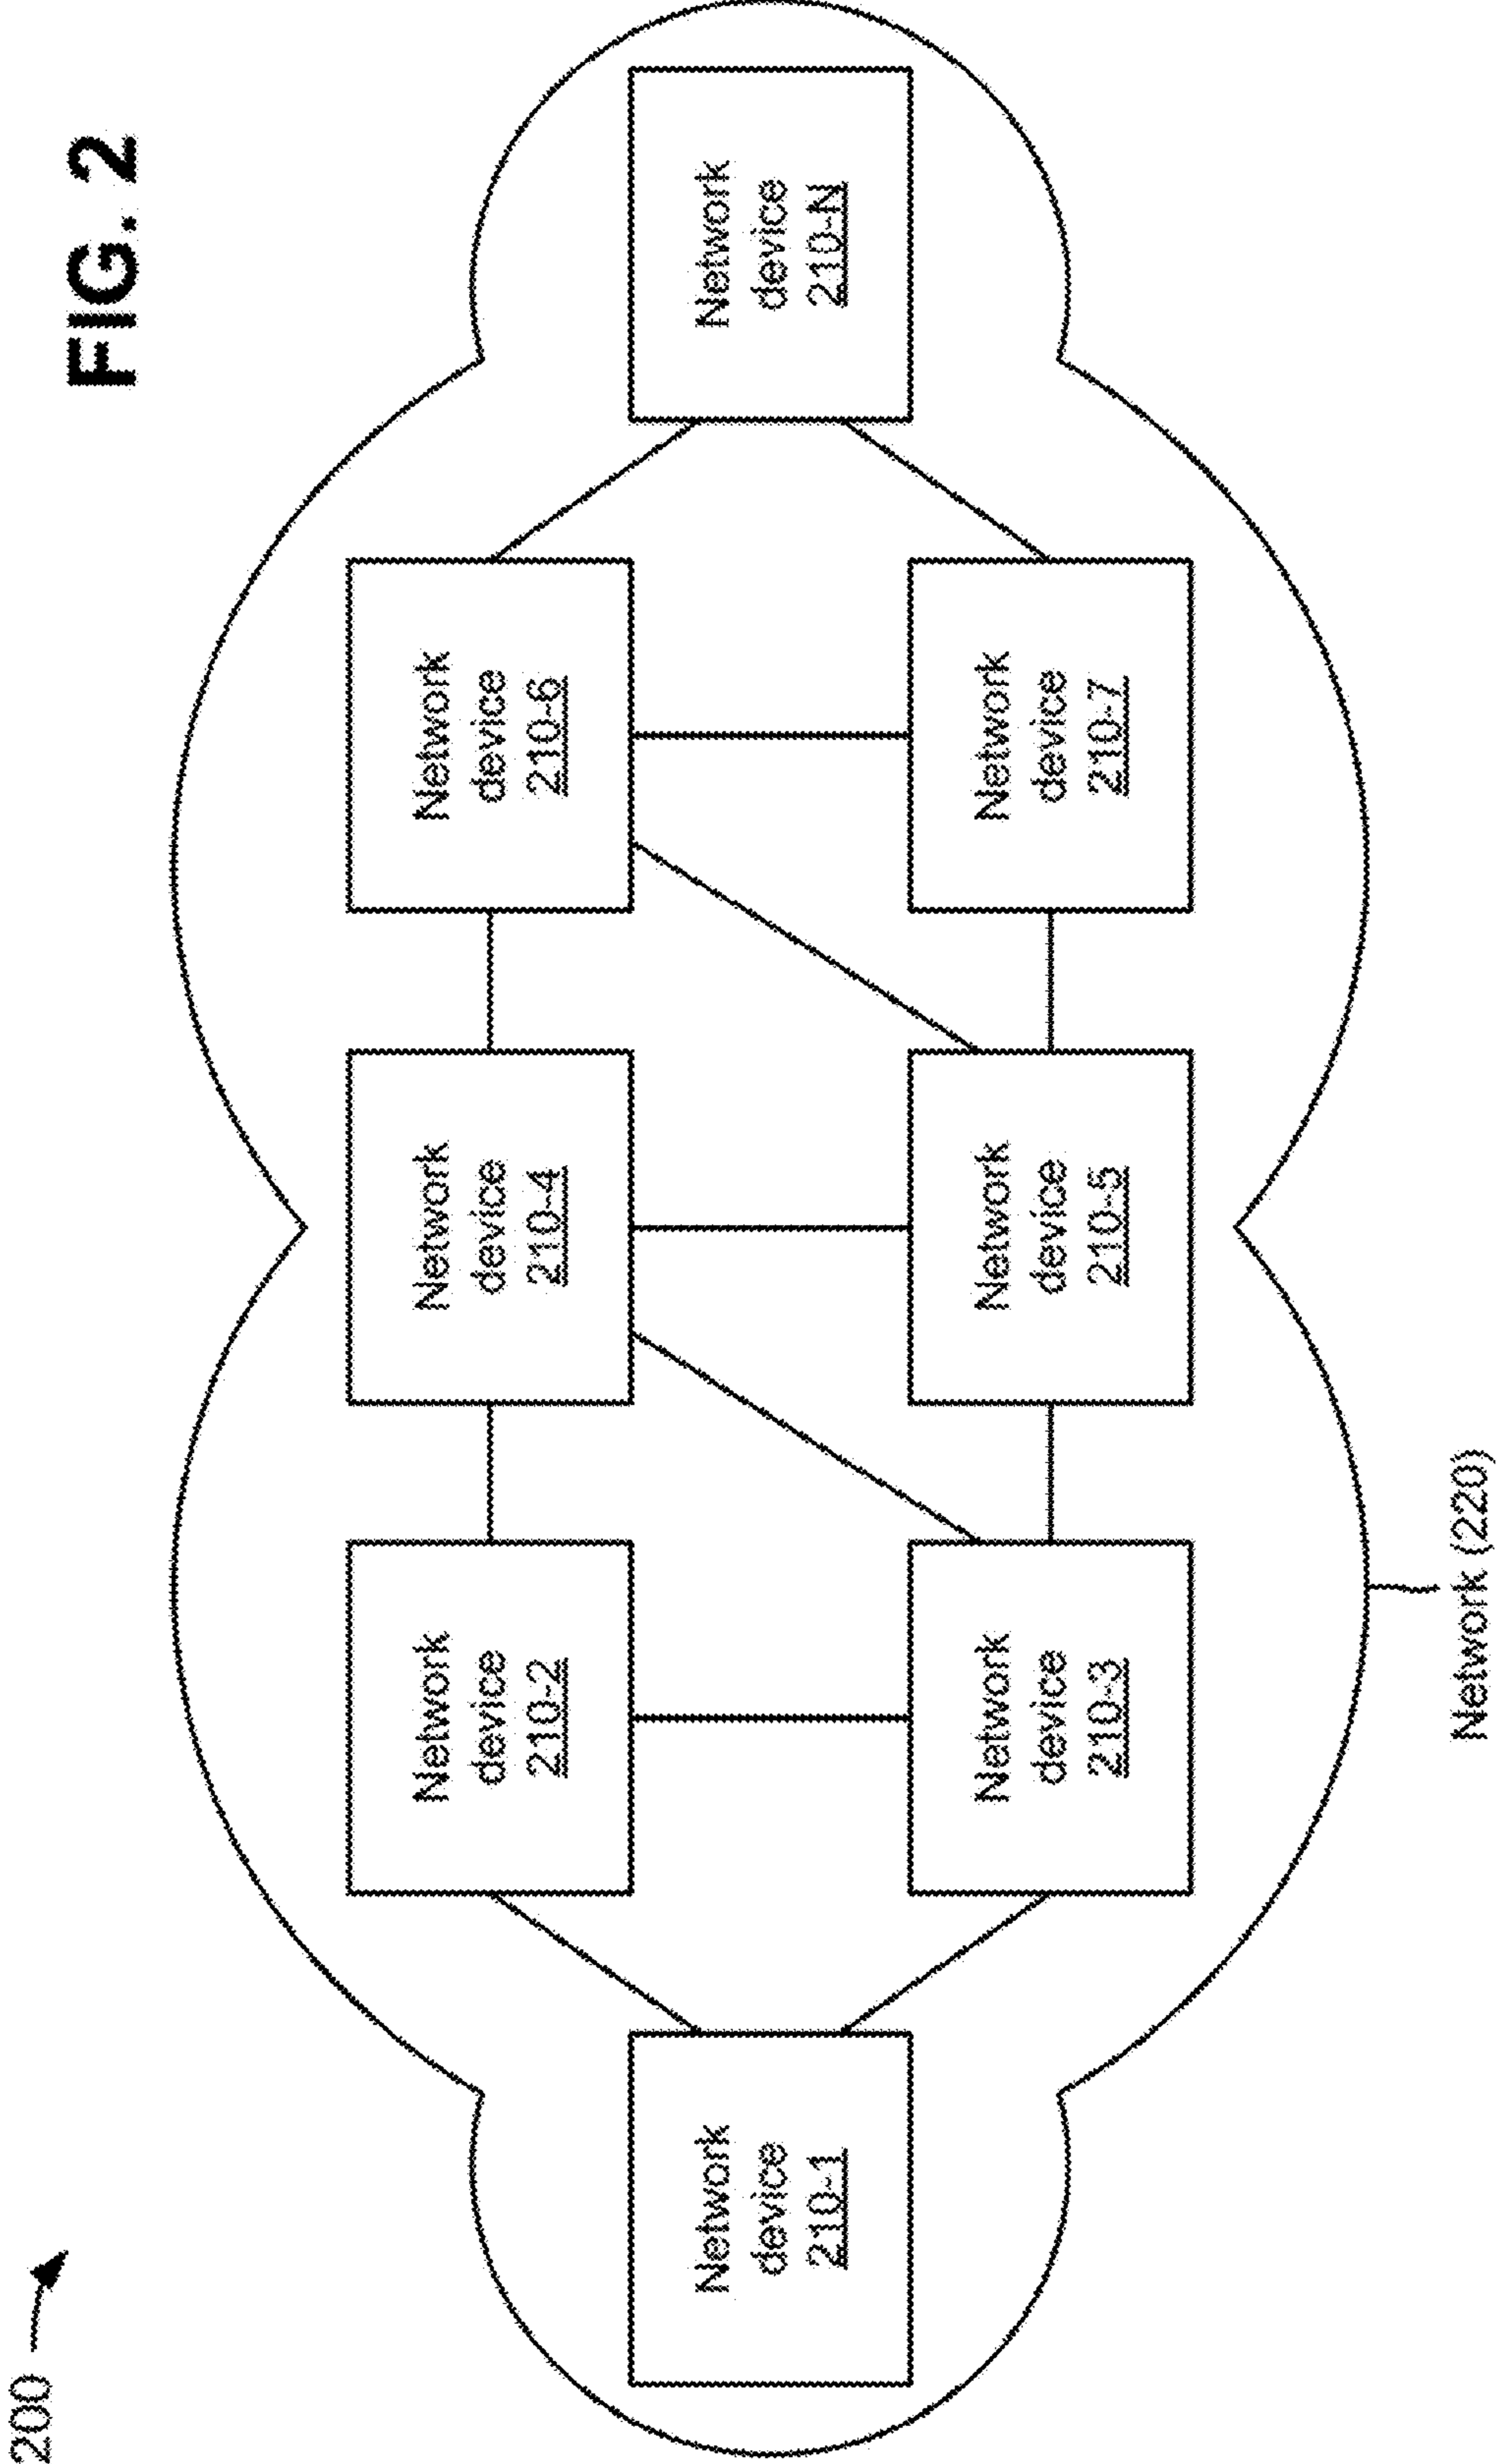 FIG. 2
200
Network
device
210-1
Network
device
210-2
Network
device
210-3
Network
device
210-4
Network
device
210-5
Network
device
210-6
Network
device
210-7
Network
device
210-N
Network (220)